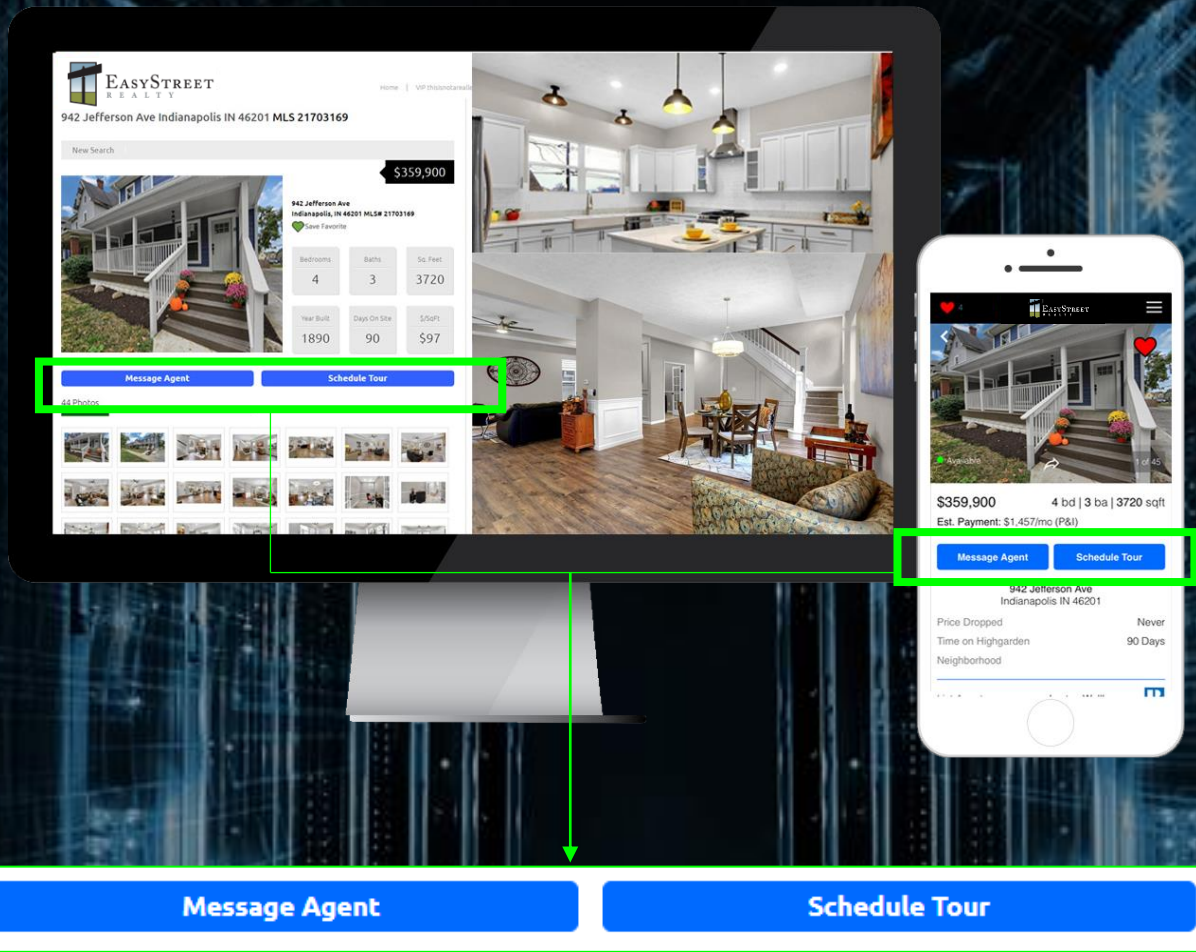 EASYSTREET
REALTY
Home | VIP thisisnotarealle
942 Jefferson Ave Indianapolis IN 46201 MLS 21703169
New Search
$359,900
942 Jefferson Ave
Indianapolis, IN 46201 MLS# 21703169
Save Favorite
Bedrooms Baths Sq. Feet
4 3 3720
Year Built Days On Site $/SqFt
1890 90 $97
Message Agent Schedule Tour
44 Photos
4
EASYSTREET
REALTY
Available
1 of 45
$359,900 4 bd | 3 ba | 3720 sqft
Est. Payment: $1,457/mo (P&I)
Message Agent Schedule Tour
942 Jefferson Ave
Indianapolis IN 46201
Price Dropped Never
Time on Highgarden 90 Days
Neighborhood
Message Agent Schedule Tour